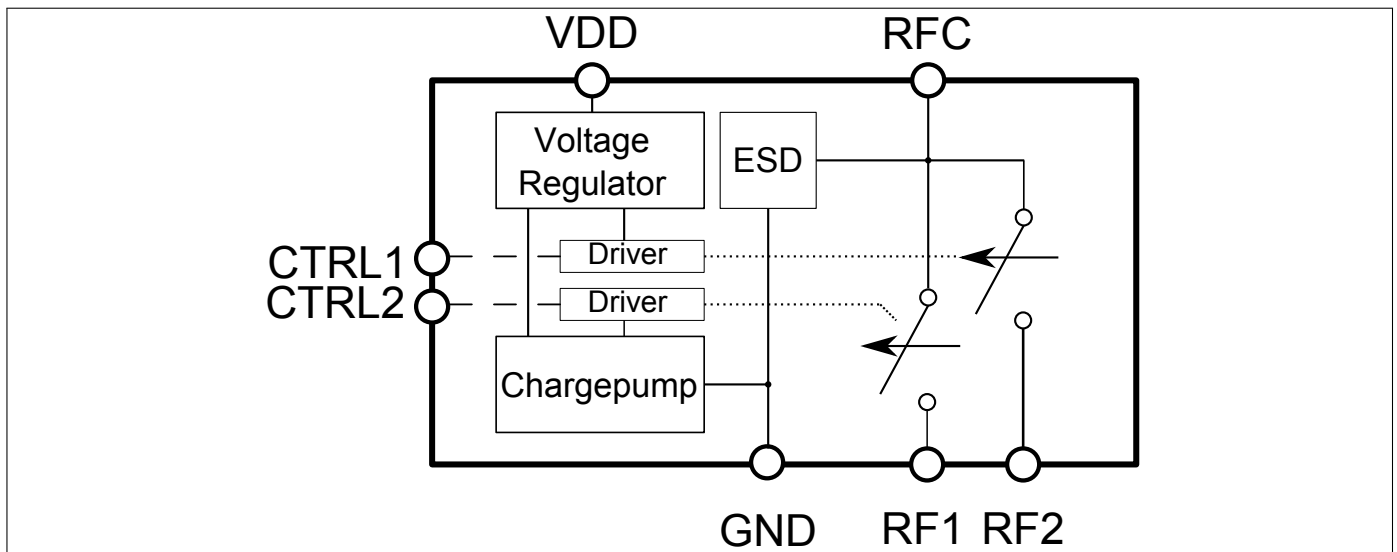 VDD
RFC
Voltage
Regulator
ESD
CTRL1
Driver
CTRL2
Driver
Chargepump
GND
RF1
RF2